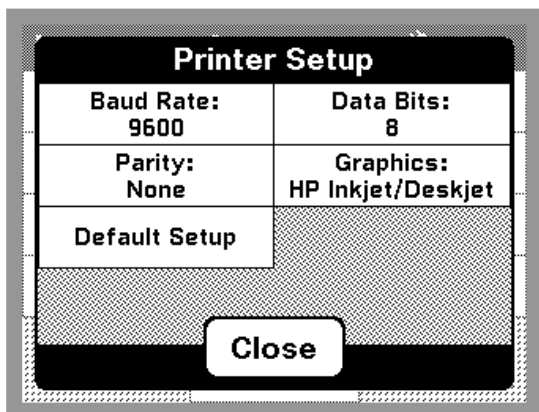 Printer Setup
Baud Rate:
9600
Data Bits:
8
Parity:
None
Graphics:
HP Inkjet/Deskjet
Default Setup
Close